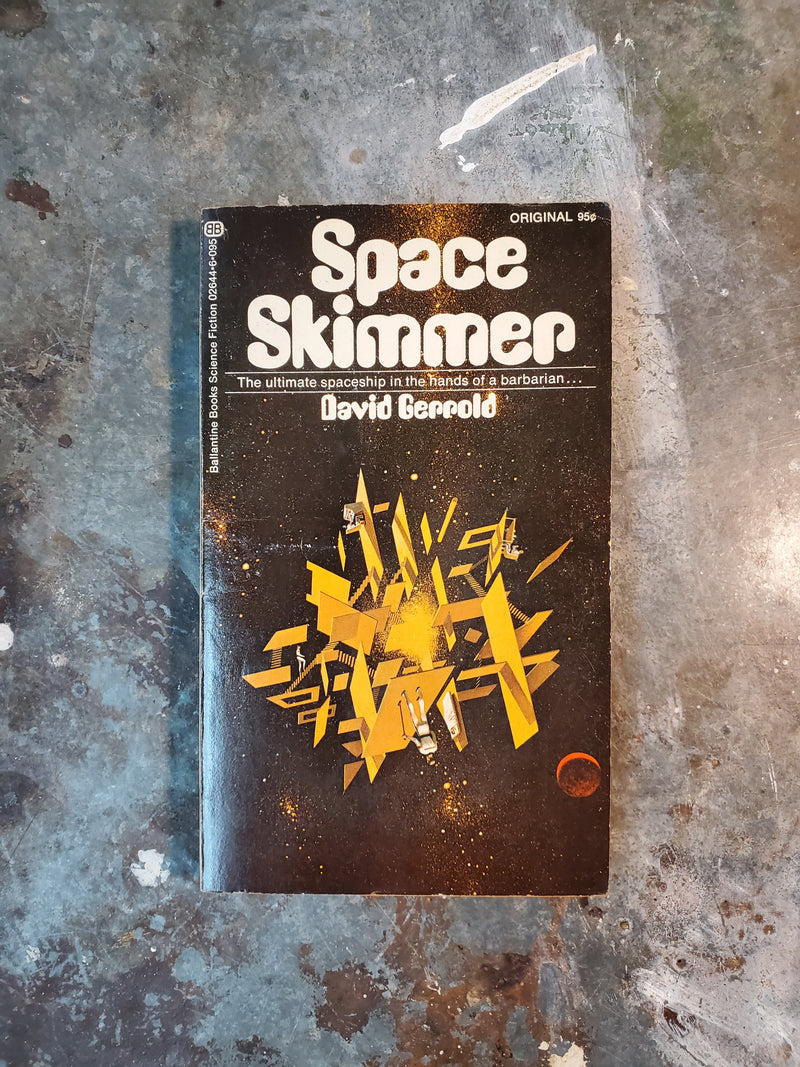 ORIGINAL 95¢
Space
Skimmer
The ultimate spaceship in the hands of a barbarian...
David Gerrold
BB
Ballantine Books Science Fiction 02644•6•095